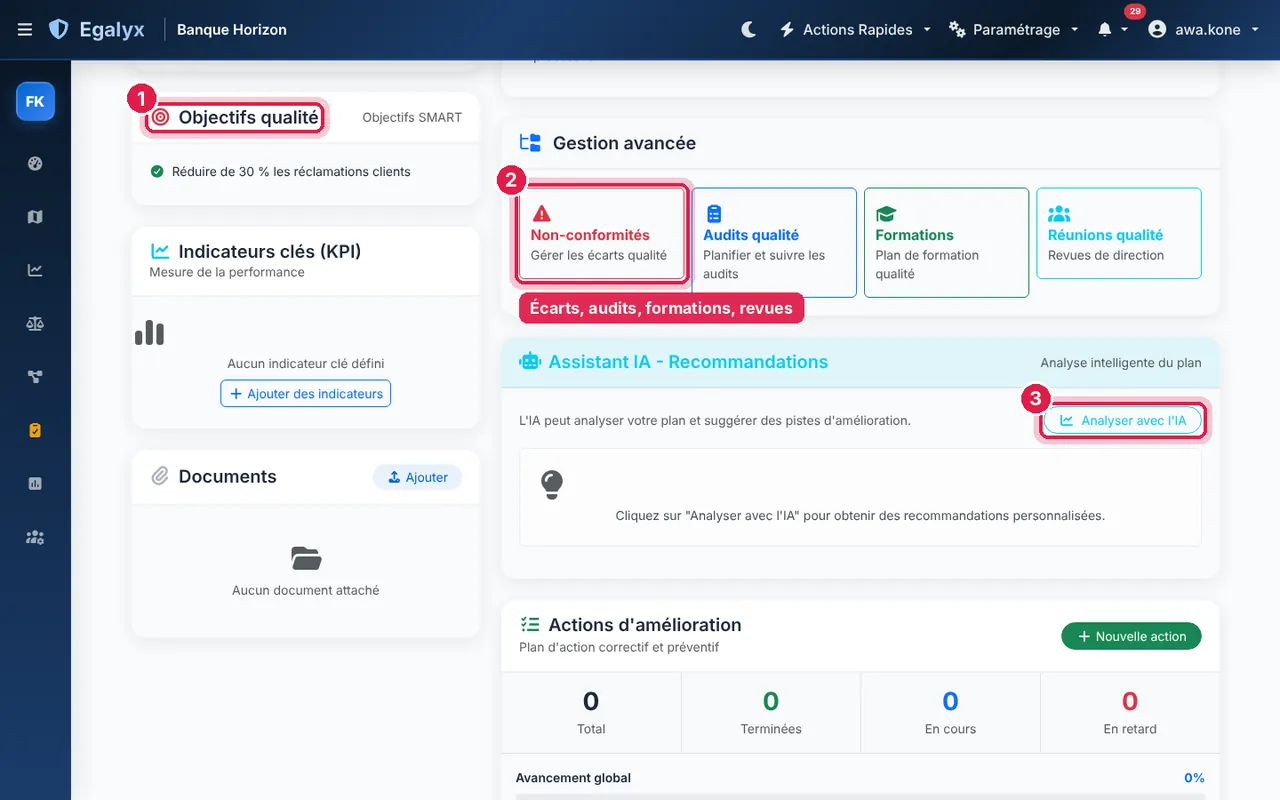 Egalyx
Banque Horizon
Actions Rapides
Paramétrage
29
awa.kone
FK
1
Objectifs qualité
Objectifs SMART
Réduire de 30 % les réclamations clients
Indicateurs clés (KPI)
Mesure de la performance
Aucun indicateur clé défini
+ Ajouter des indicateurs
Documents
Ajouter
Aucun document attaché
Gestion avancée
2
Non-conformités
Gérer les écarts qualité
Audits qualité
Planifier et suivre les
audits
Formations
Plan de formation
qualité
Réunions qualité
Revues de direction
Écarts, audits, formations, revues
Assistant IA - Recommandations
Analyse intelligente du plan
3
L'IA peut analyser votre plan et suggérer des pistes d'amélioration.
Analyser avec l'IA
Cliquez sur "Analyser avec l'IA" pour obtenir des recommandations personnalisées.
Actions d'amélioration
Plan d'action correctif et préventif
+ Nouvelle action
0
Total
0
Terminées
0
En cours
0
En retard
Avancement global
0%